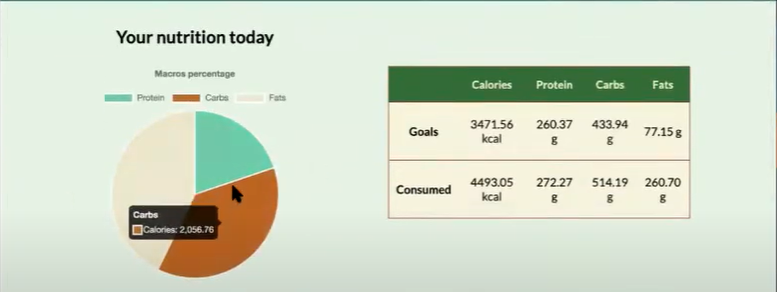 Your nutrition today
Macros percentage
Protein Carbs Fats
Carbs
Calories: 2,056.76
Calories Protein Carbs Fats
Goals 3471.56 kcal 260.37 g 433.94 g 77.15 g
Consumed 4493.05 kcal 272.27 g 514.19 g 260.70 g